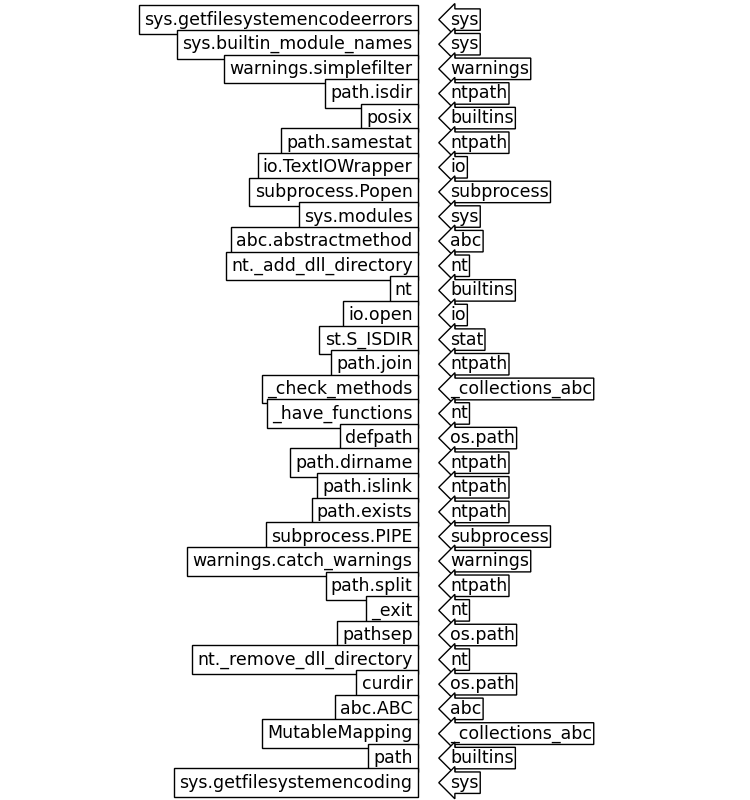 sys.getfilesystemencodeerrors sys
sys.builtin_module_names sys
warnings.simplefilter warnings
path.isdir ntpath
posix builtins
path.samestat ntpath
io.TextIOWrapper io
subprocess.Popen subprocess
sys.modules sys
abc.abstractmethod abc
nt._add_dll_directory nt
nt builtins
io.open io
st.S_ISDIR stat
path.join ntpath
_check_methods _collections_abc
_have_functions nt
defpath os.path
path.dirname ntpath
path.islink ntpath
path.exists ntpath
subprocess.PIPE subprocess
warnings.catch_warnings warnings
path.split ntpath
_exit nt
pathsep os.path
nt._remove_dll_directory nt
curdir os.path
abc.ABC abc
MutableMapping _collections_abc
path builtins
sys.getfilesystemencoding sys